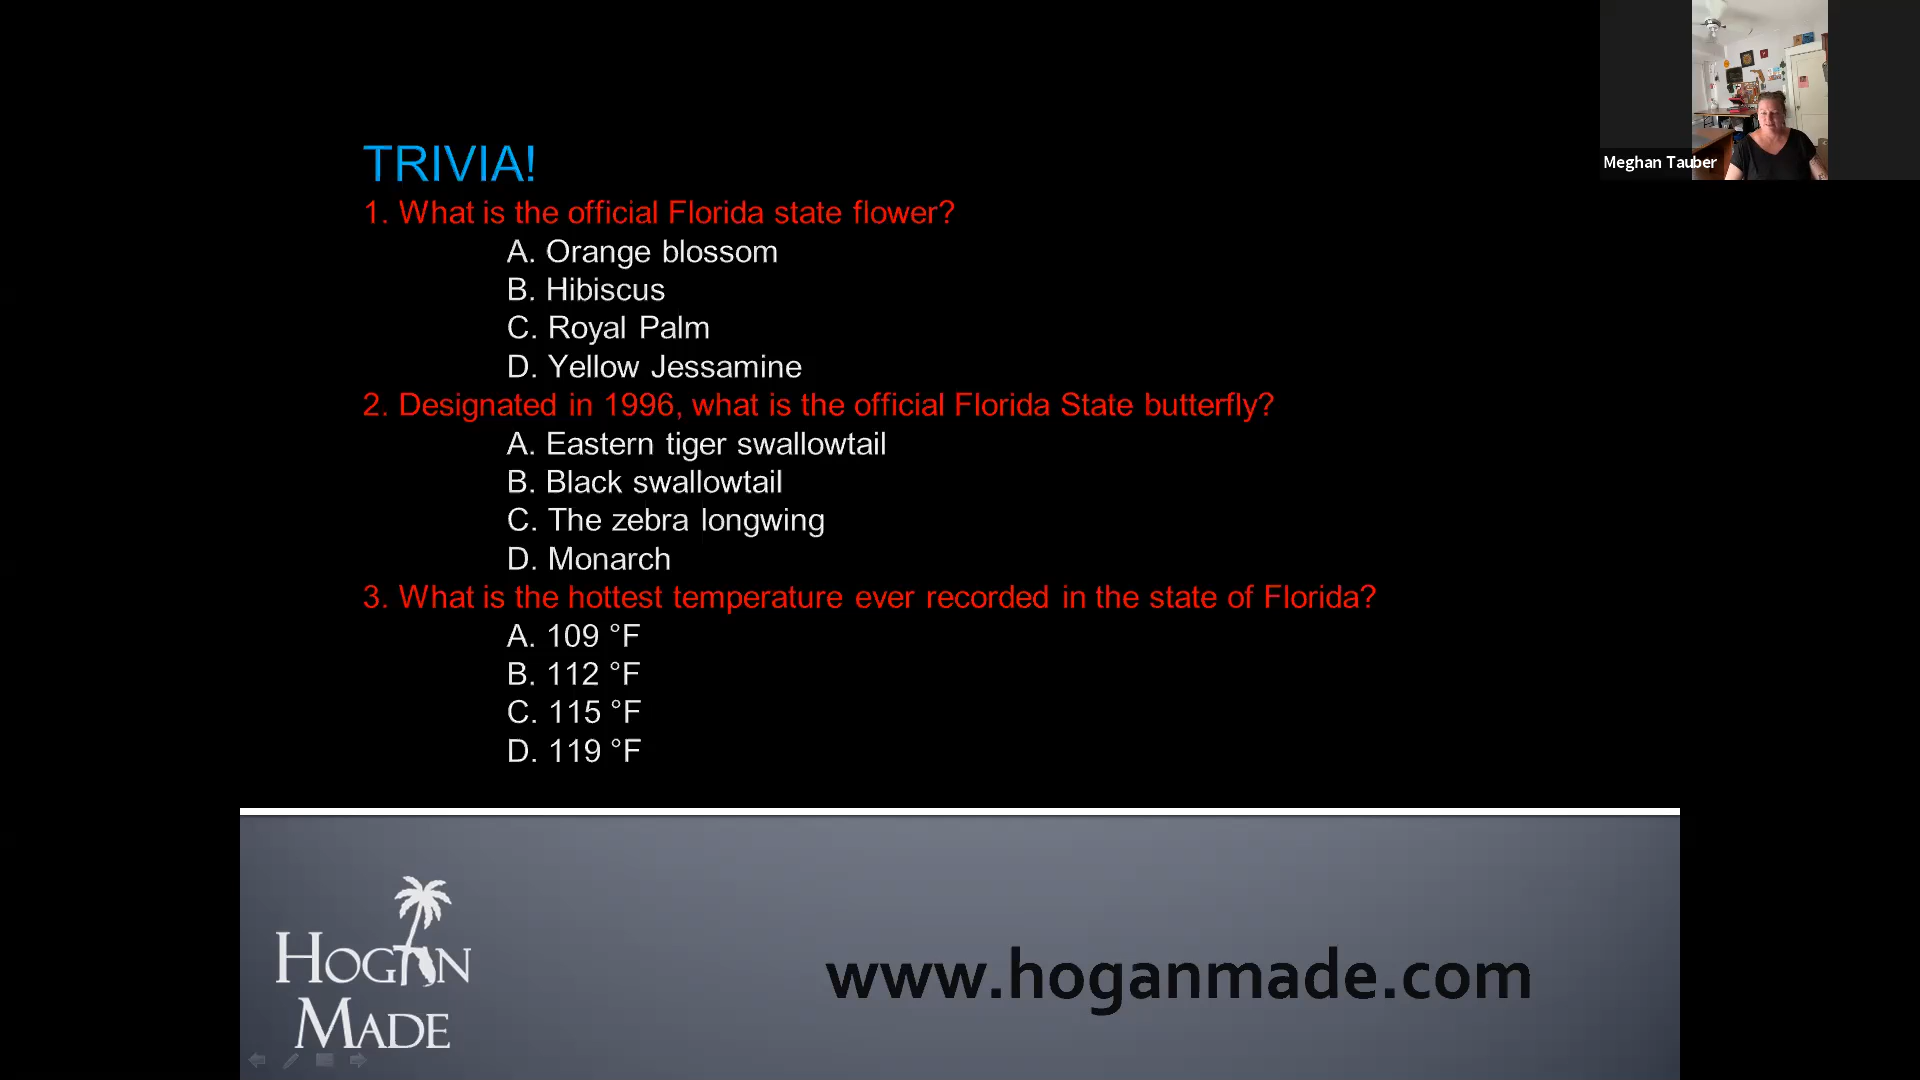 TRIVIA!
1. What is the official Florida state flower?
A. Orange blossom
B. Hibiscus
C. Royal Palm
D. Yellow Jessamine
2. Designated in 1996, what is the official Florida State butterfly?
A. Eastern tiger swallowtail
B. Black swallowtail
C. The zebra longwing
D. Monarch
3. What is the hottest temperature ever recorded in the state of Florida?
A. 109 °F
B. 112 °F
C. 115 °F
D. 119 °F
Meghan Tauber
HOGAN
MADE
www.hoganmade.com